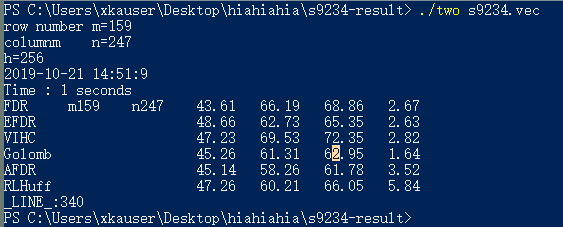 PS C:\Users\xkauser\Desktop\hiahiahia\s9234-result> ./two s9234.vec
row number m=159
columnm    n=247
h=256
2019-10-21 14:51:9
Time : 1 seconds
FDR     m159    n247    43.61   66.19   68.86   2.67
EFDR                    48.66   62.73   65.35   2.63
VIHC                    47.23   69.53   72.35   2.82
Golomb                  45.26   61.31   62.95   1.64
AFDR                    45.14   58.26   61.78   3.52
RLHuff                  47.26   60.21   66.05   5.84
_LINE_:340
PS C:\Users\xkauser\Desktop\hiahiahia\s9234-result>